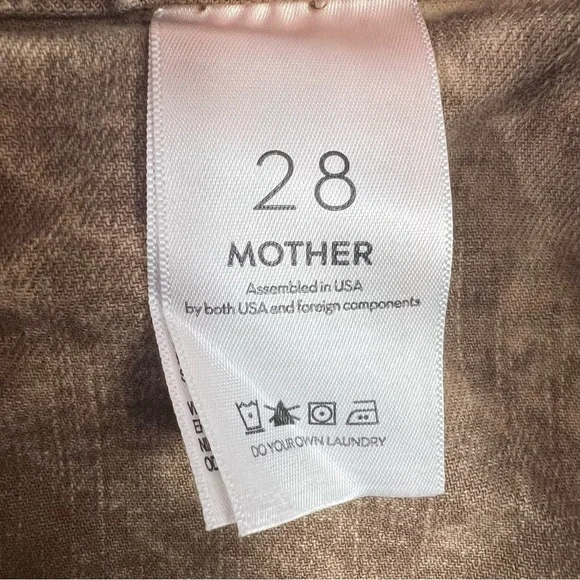 28
MOTHER
Assembled in USA
by both USA and foreign components
DO YOUR OWN LAUNDRY